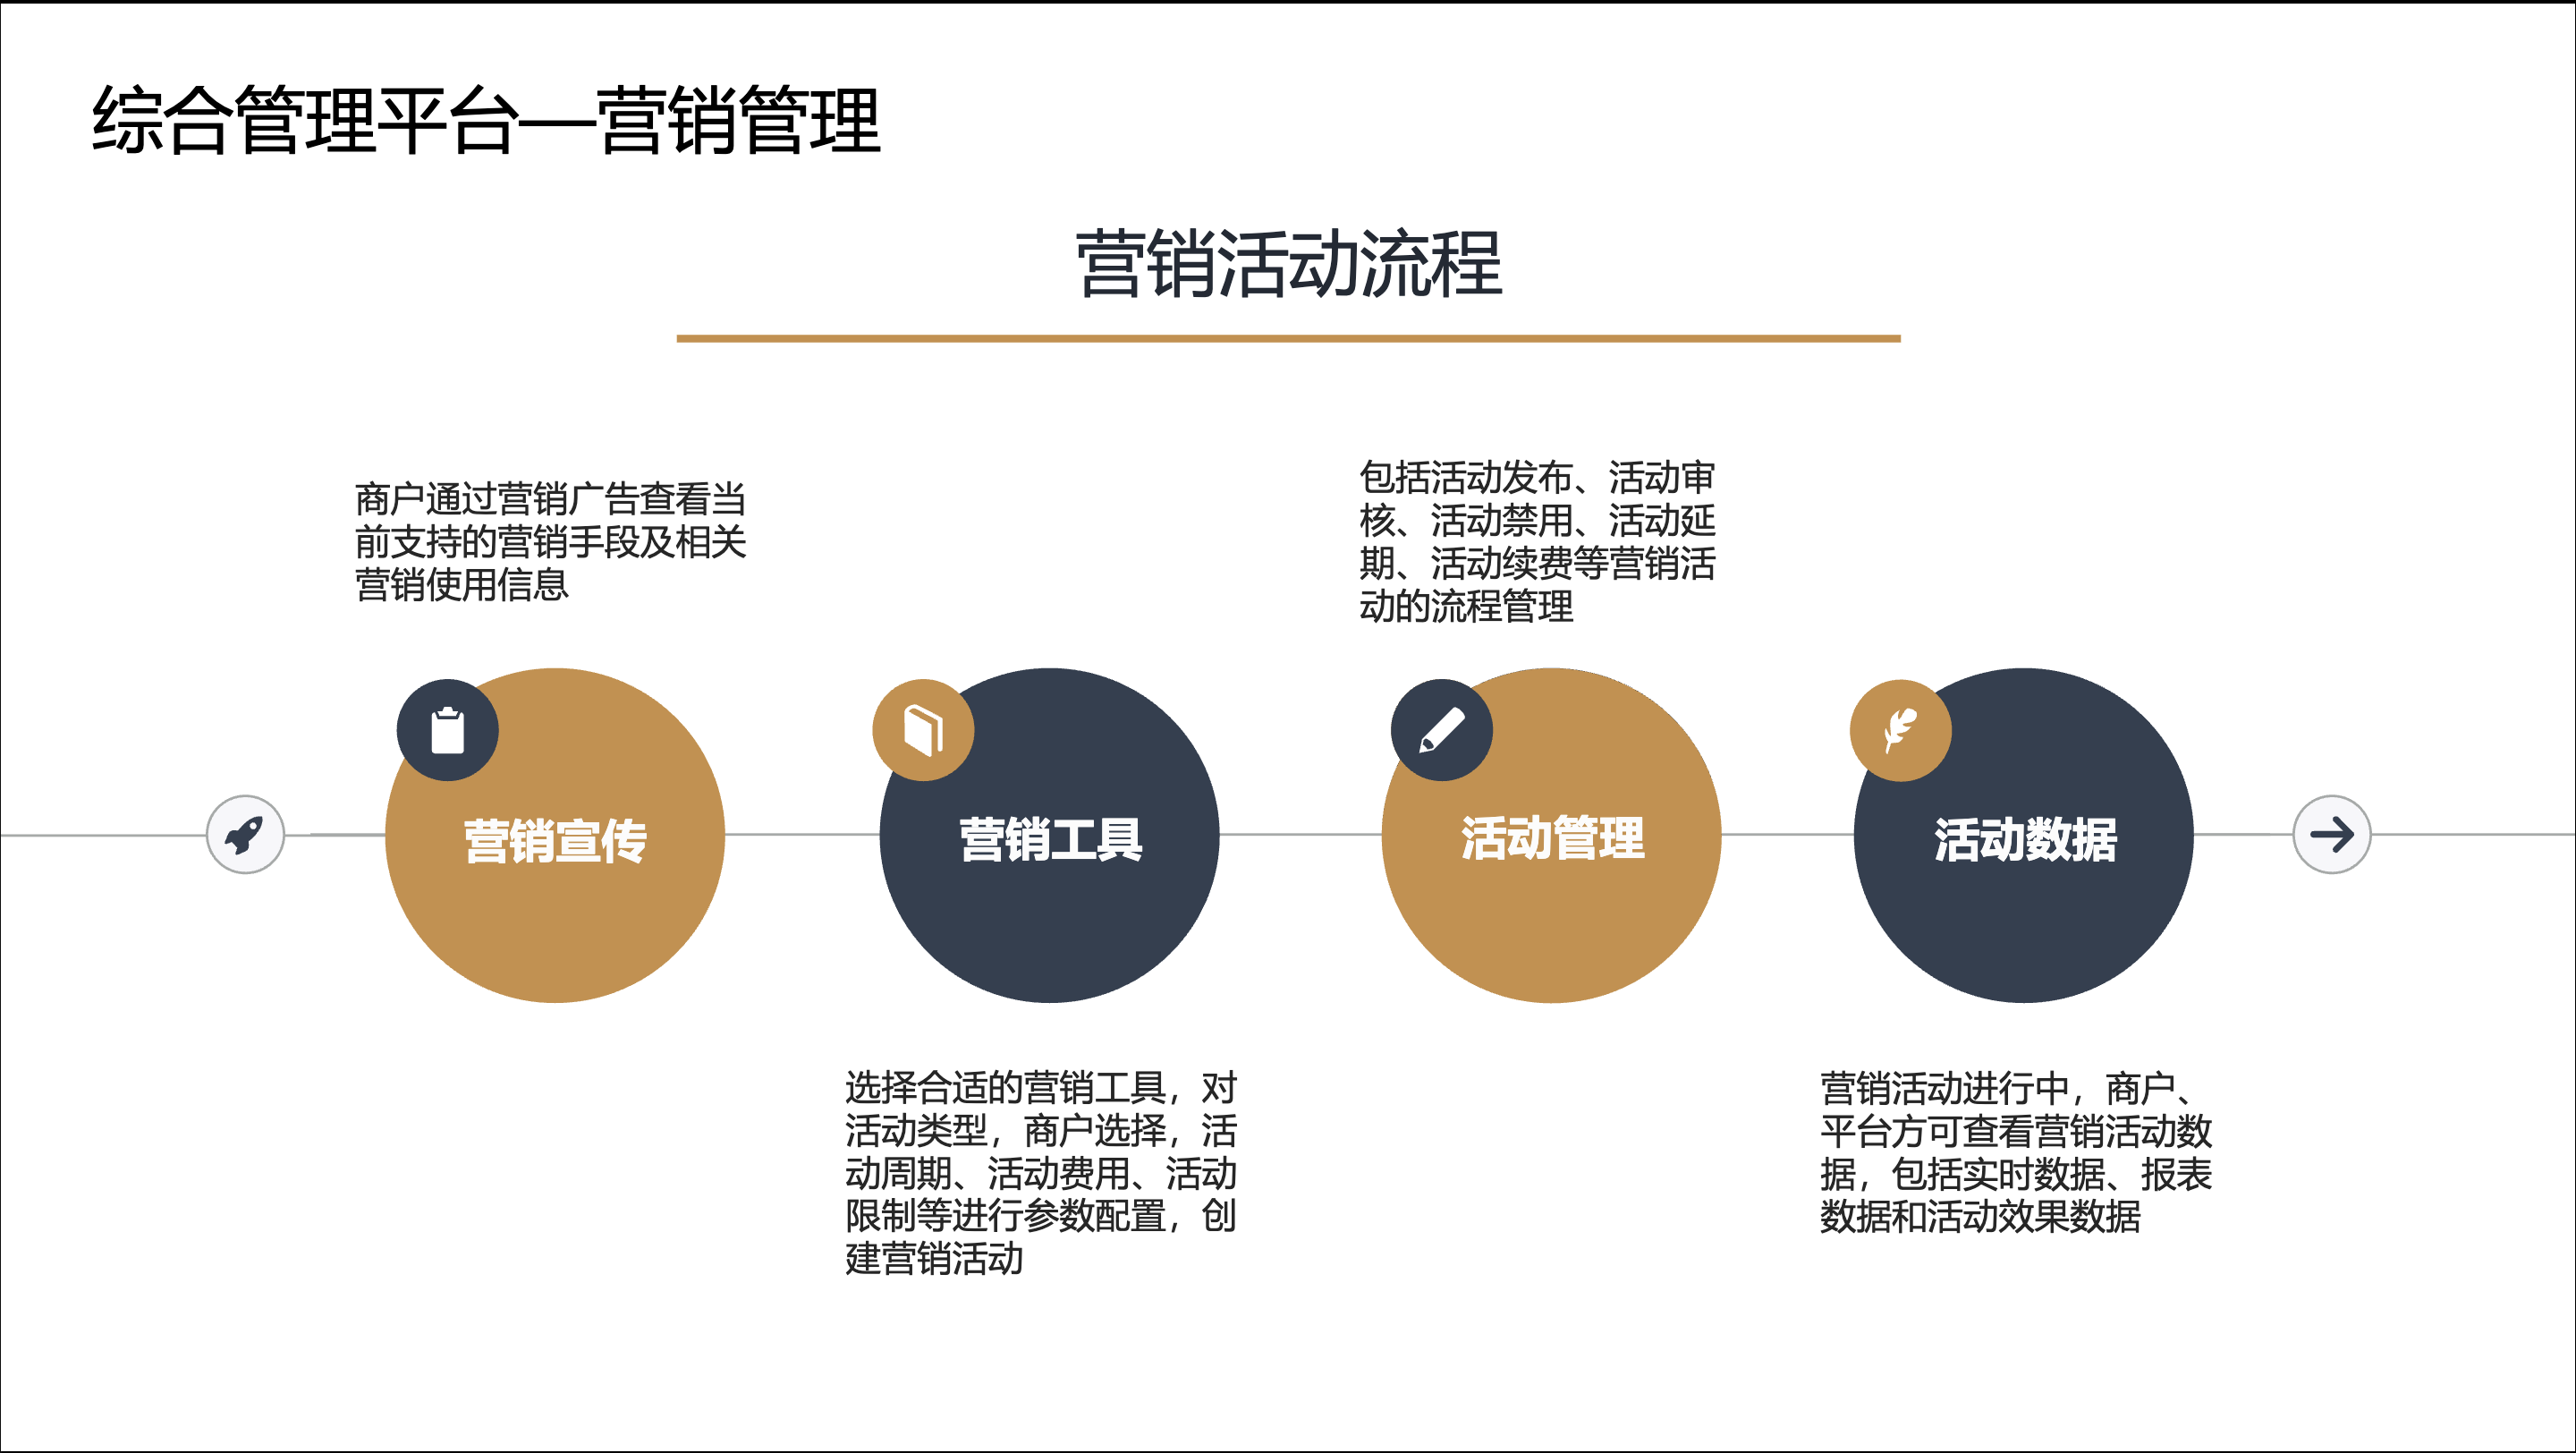 综合管理平台—营销管理
营销活动流程
商户通过营销广告查看当
前支持的营销手段及相关
营销使用信息
包括活动发布、活动审
核、活动禁用、活动延
期、活动续费等营销活
动的流程管理
营销宣传
营销工具
活动管理
活动数据
选择合适的营销工具，对
活动类型，商户选择，活
动周期、活动费用、活动
限制等进行参数配置，创
建营销活动
营销活动进行中，商户、
平台方可查看营销活动数
据，包括实时数据、报表
数据和活动效果数据